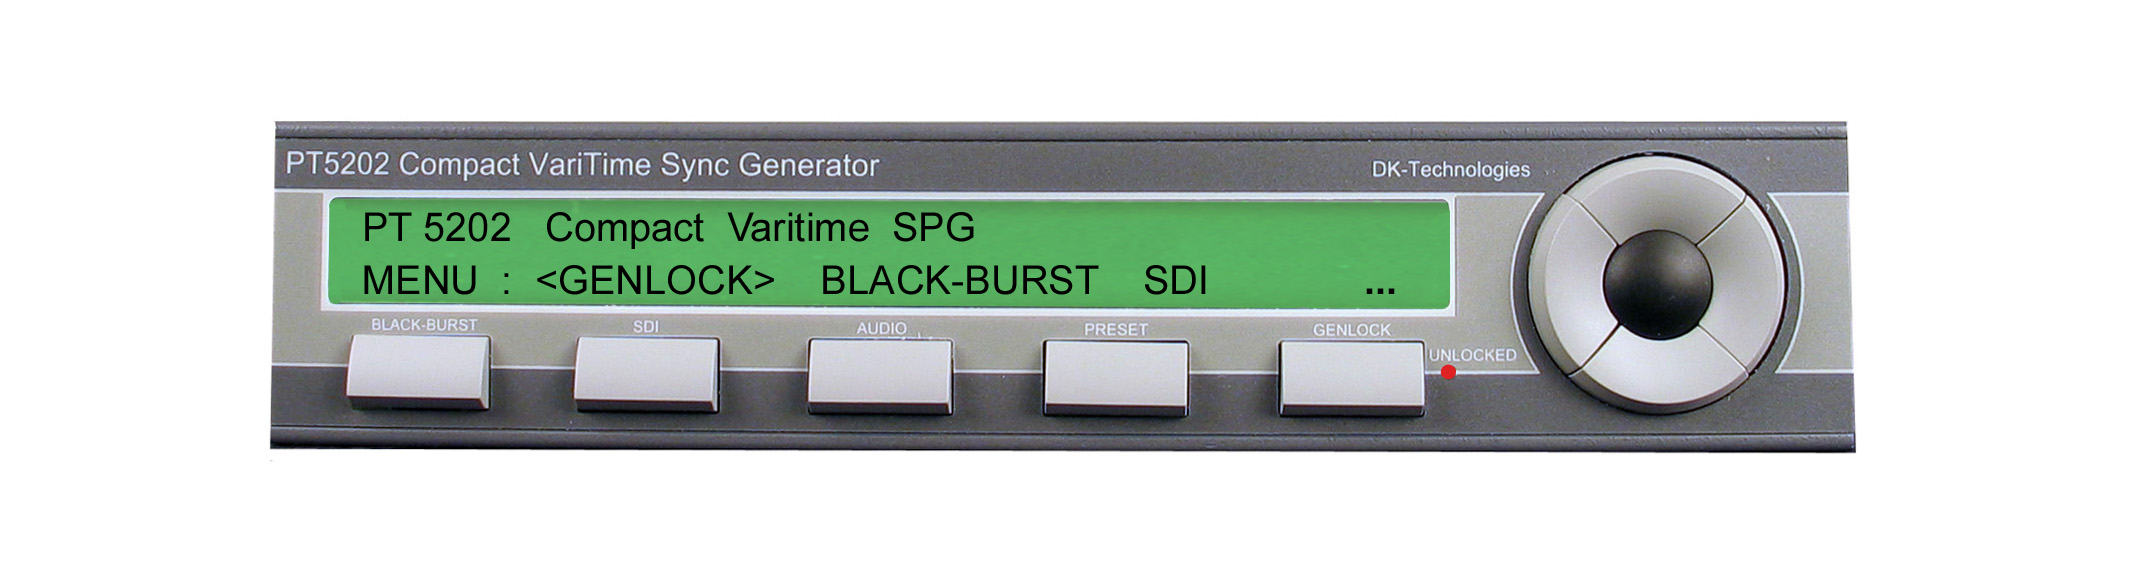 PT5202 Compact VariTime Sync Generator
DK-Technologies
PT 5202 Compact Varitime SPG
MENU : <GENLOCK> BLACK-BURST SDI ...
BLACK-BURST SDI AUDIO PRESET GENLOCK
UNLOCKED